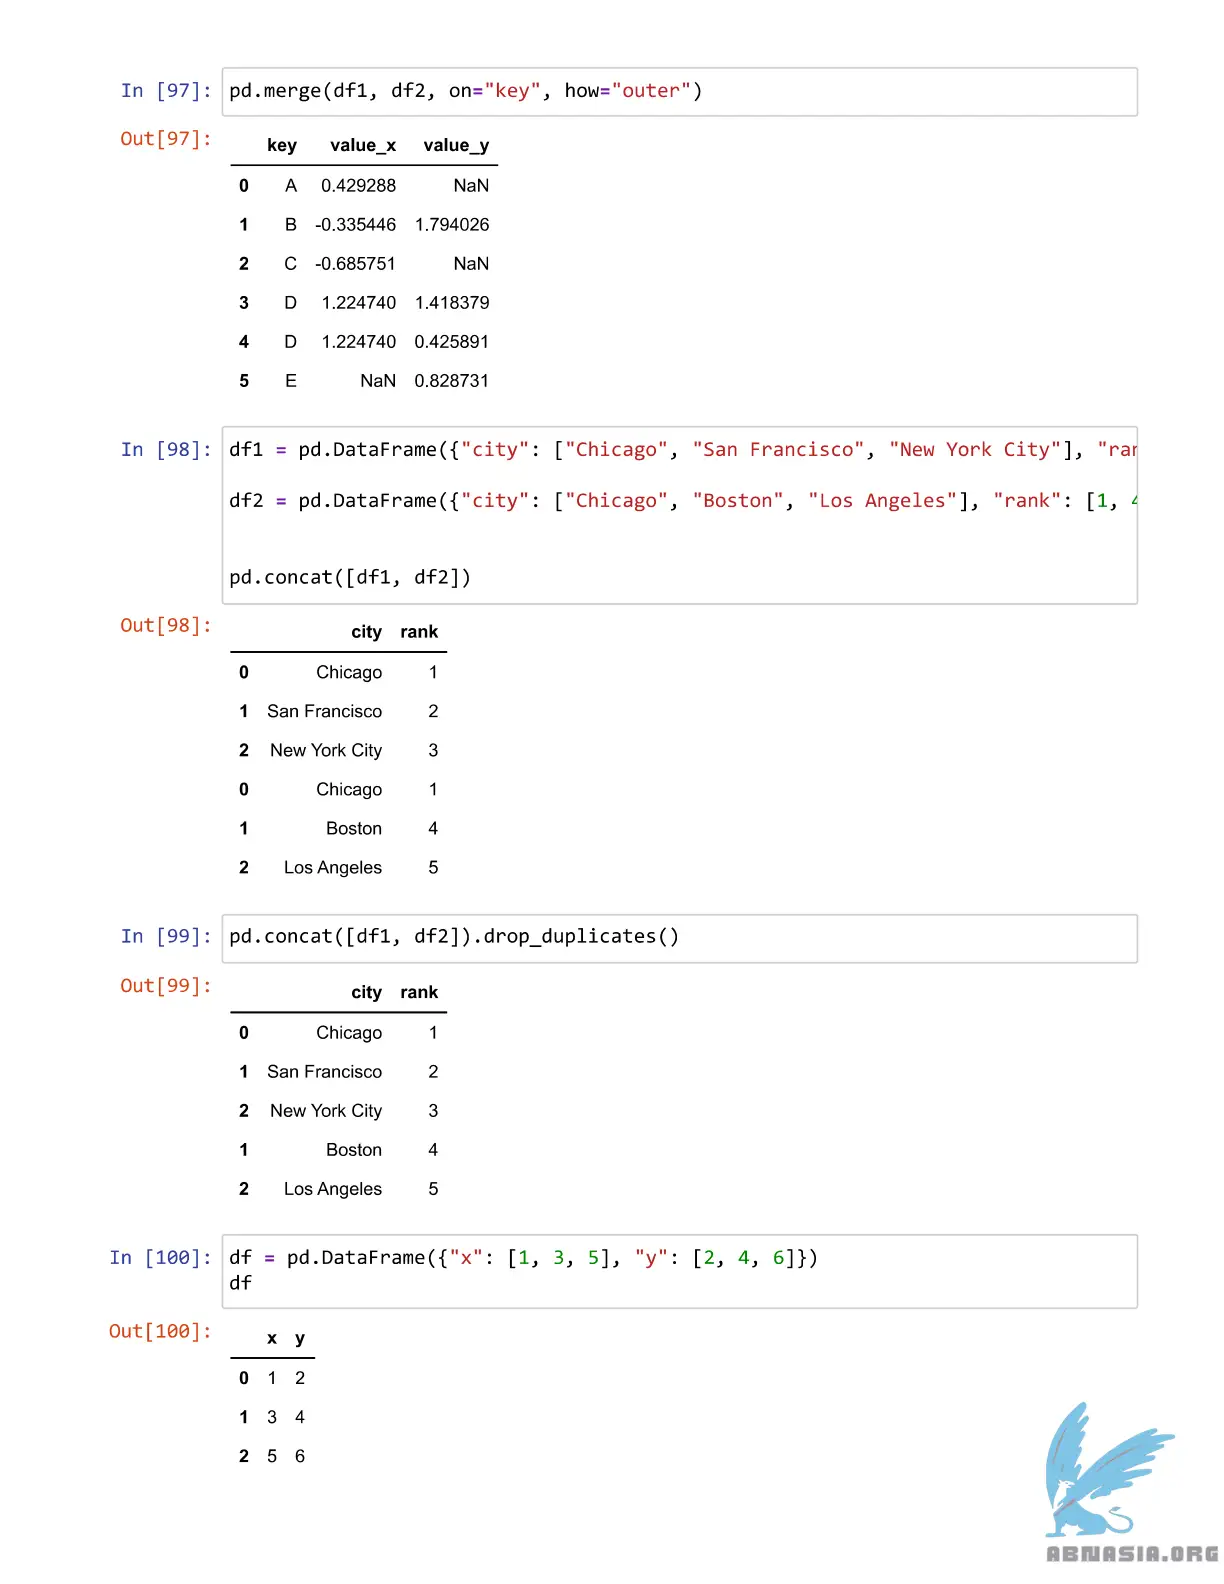 In [97]: pd.merge(df1, df2, on="key", how="outer")
Out[97]:
key value_x value_y
0 A 0.429288 NaN
1 B -0.335446 1.794026
2 C -0.685751 NaN
3 D 1.224740 1.418379
4 D 1.224740 0.425891
5 E NaN 0.828731
In [98]: df1 = pd.DataFrame({"city": ["Chicago", "San Francisco", "New York City"], "ran
df2 = pd.DataFrame({"city": ["Chicago", "Boston", "Los Angeles"], "rank": [1, 4
pd.concat([df1, df2])
Out[98]:
city rank
0 Chicago 1
1 San Francisco 2
2 New York City 3
0 Chicago 1
1 Boston 4
2 Los Angeles 5
In [99]: pd.concat([df1, df2]).drop_duplicates()
Out[99]:
city rank
0 Chicago 1
1 San Francisco 2
2 New York City 3
1 Boston 4
2 Los Angeles 5
In [100]: df = pd.DataFrame({"x": [1, 3, 5], "y": [2, 4, 6]})
df
Out[100]:
x y
0 1 2
1 3 4
2 5 6
ABNASIA.ORG